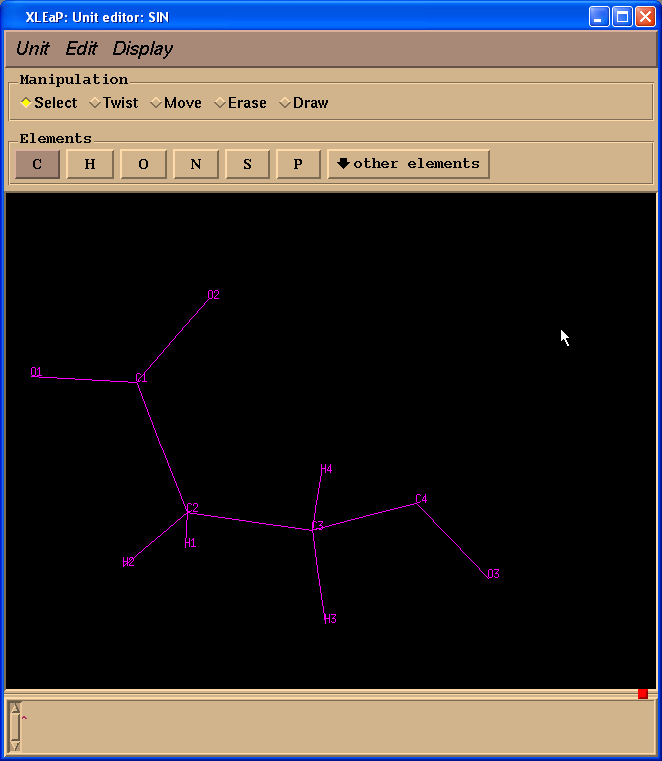 XLEaP: Unit editor: SIN
Unit Edit Display
Manipulation
Select Twist Move Erase Draw
Elements
C H O N S P other elements
O2
O1
C1
H4
C4
C2
C3
H1
H2
O3
H3